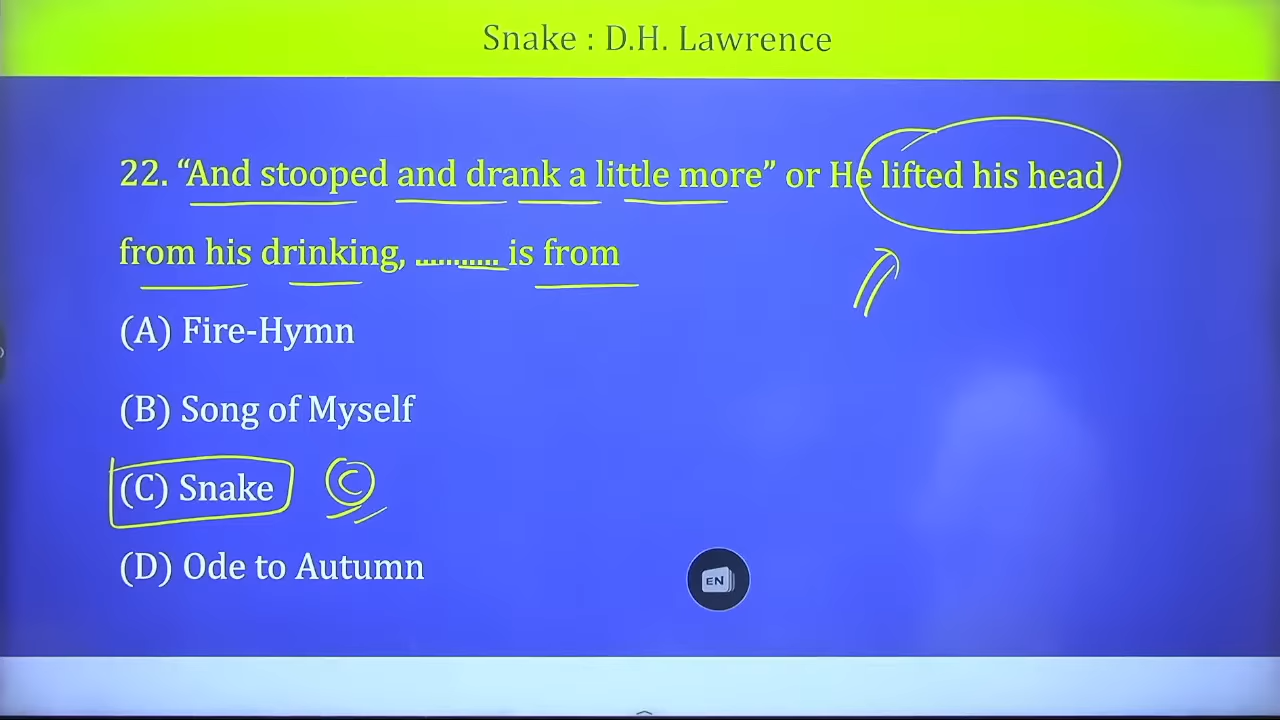 Snake : D.H. Lawrence
22. “And stooped and drank a little more” or He lifted his head
from his drinking, ........... is from
(A) Fire-Hymn
(B) Song of Myself
(C) Snake C
(D) Ode to Autumn
EN